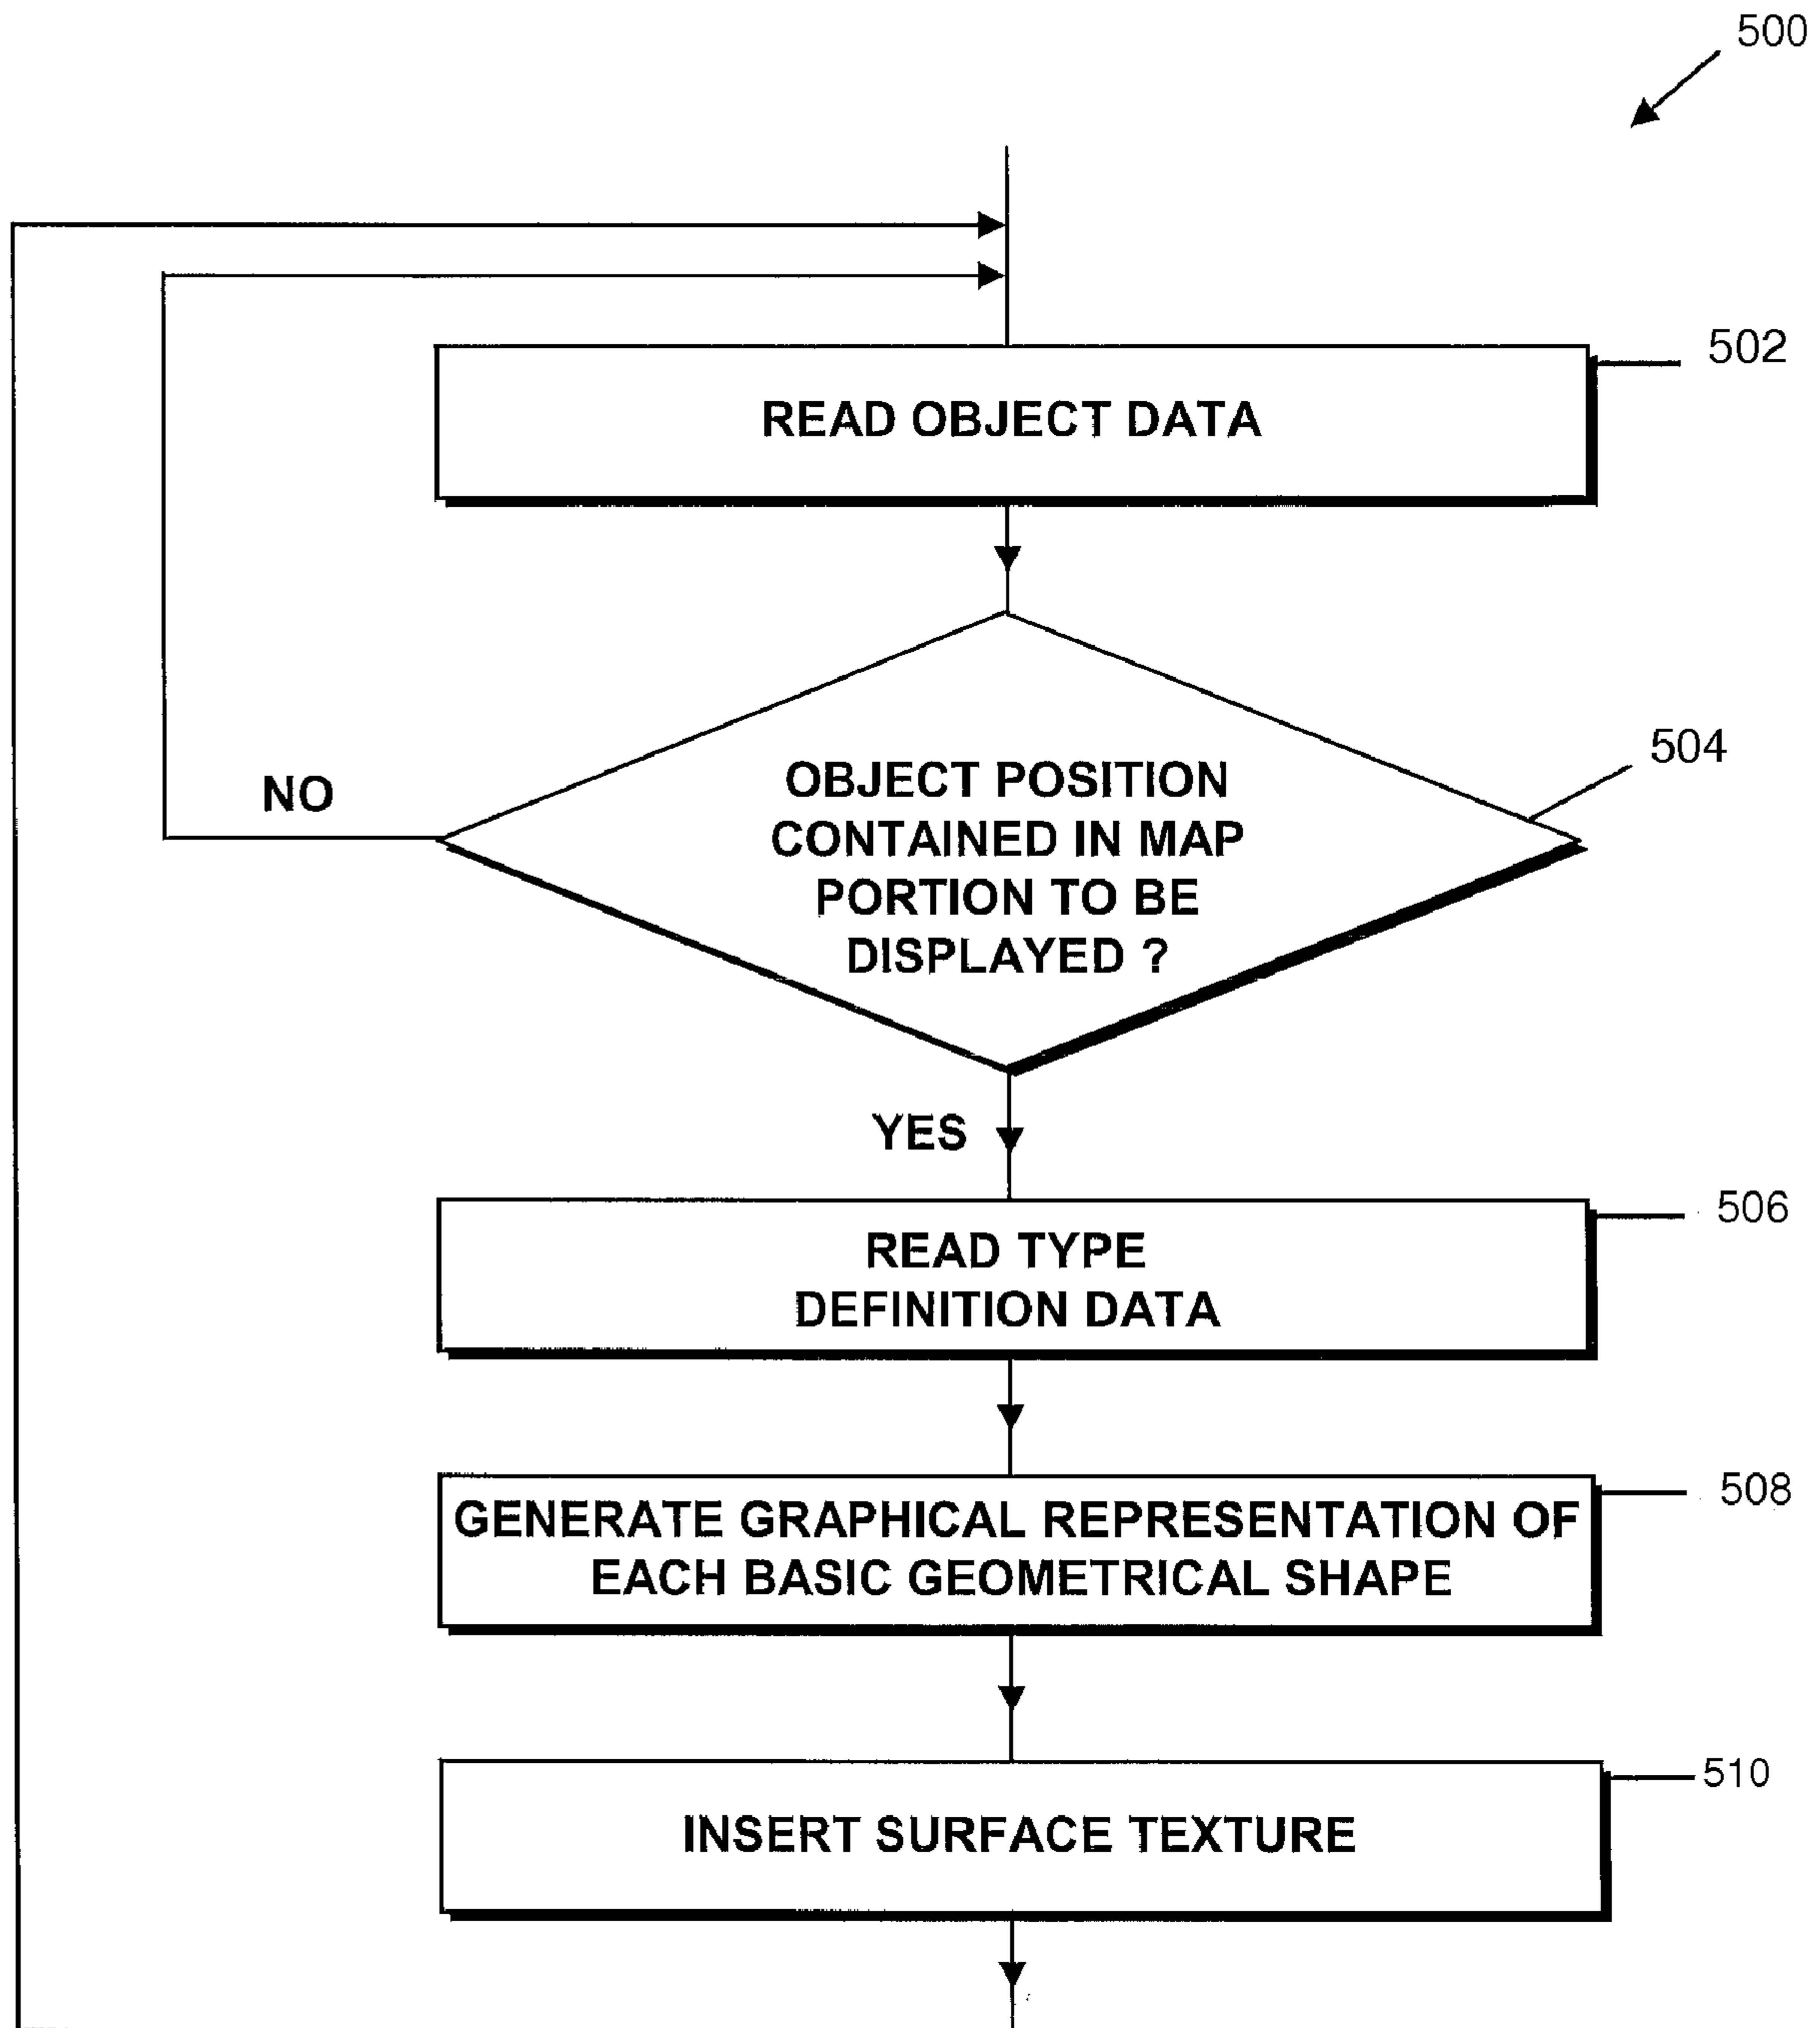 500
READ OBJECT DATA
502
OBJECT POSITION
CONTAINED IN MAP
PORTION TO BE
DISPLAYED ?
504
NO
YES
READ TYPE
DEFINITION DATA
506
GENERATE GRAPHICAL REPRESENTATION OF
EACH BASIC GEOMETRICAL SHAPE
508
INSERT SURFACE TEXTURE
510